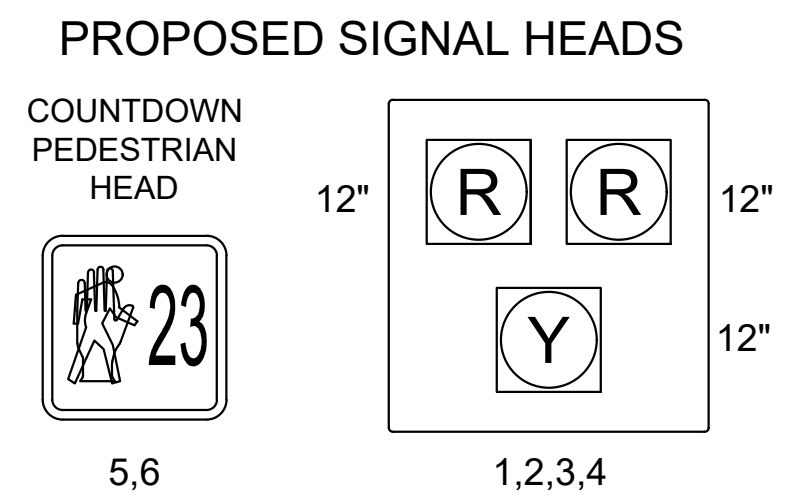 PROPOSED SIGNAL HEADS
COUNTDOWN
PEDESTRIAN
HEAD
23
5,6
12" R R 12"
Y 12"
1,2,3,4